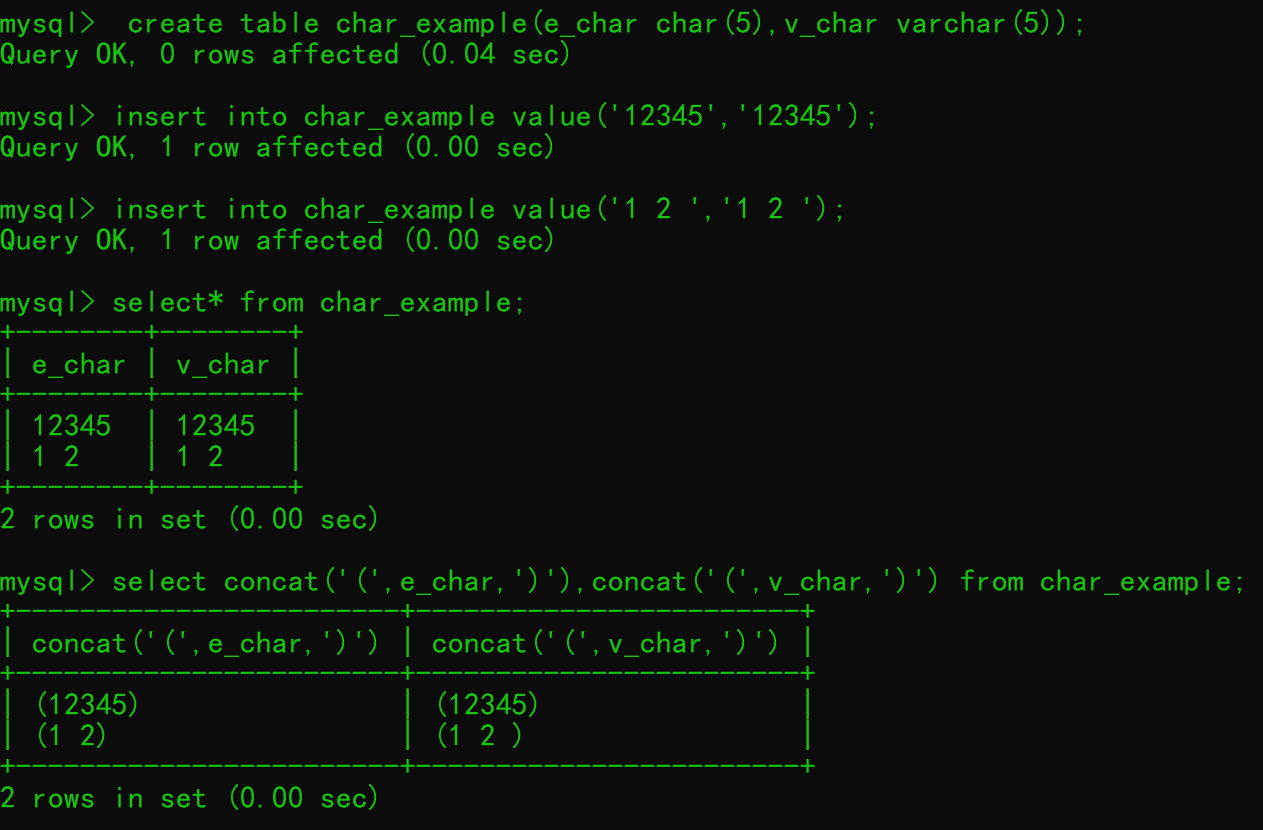 mysql>  create table char_example(e_char char(5),v_char varchar(5));
Query OK, 0 rows affected (0.04 sec)
mysql> insert into char_example value('12345','12345');
Query OK, 1 row affected (0.00 sec)
mysql> insert into char_example value('1 2 ','1 2 ');
Query OK, 1 row affected (0.00 sec)
mysql> select* from char_example;
+--------+--------+
| e_char | v_char |
+--------+--------+
| 12345  | 12345  |
| 1 2    | 1 2    |
+--------+--------+
2 rows in set (0.00 sec)
mysql> select concat('(',e_char,')'),concat('(',v_char,')') from char_example;
+------------------------+------------------------+
| concat('(',e_char,')') | concat('(',v_char,')') |
+------------------------+------------------------+
| (12345)                | (12345)                |
| (1 2)                  | (1 2 )                 |
+------------------------+------------------------+
2 rows in set (0.00 sec)